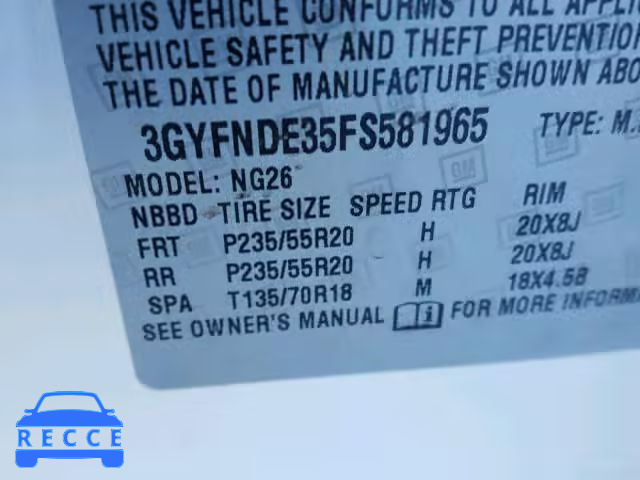 THIS VEHICLE CONFORMS TO ALL APPLI
VEHICLE SAFETY AND THEFT PREVENTION
THE DATE OF MANUFACTURE SHOWN ABO
3GYFNDE35FS581965 TYPE: M.
MODEL: NG26
NBBD TIRE SIZE SPEED RTG RIM
FRT P235/55R20 H 20X8J
RR P235/55R20 H 20X8J
SPA T135/70R18 M 18X4.5B
SEE OWNER'S MANUAL i FOR MORE INFORM
GM
RECCE